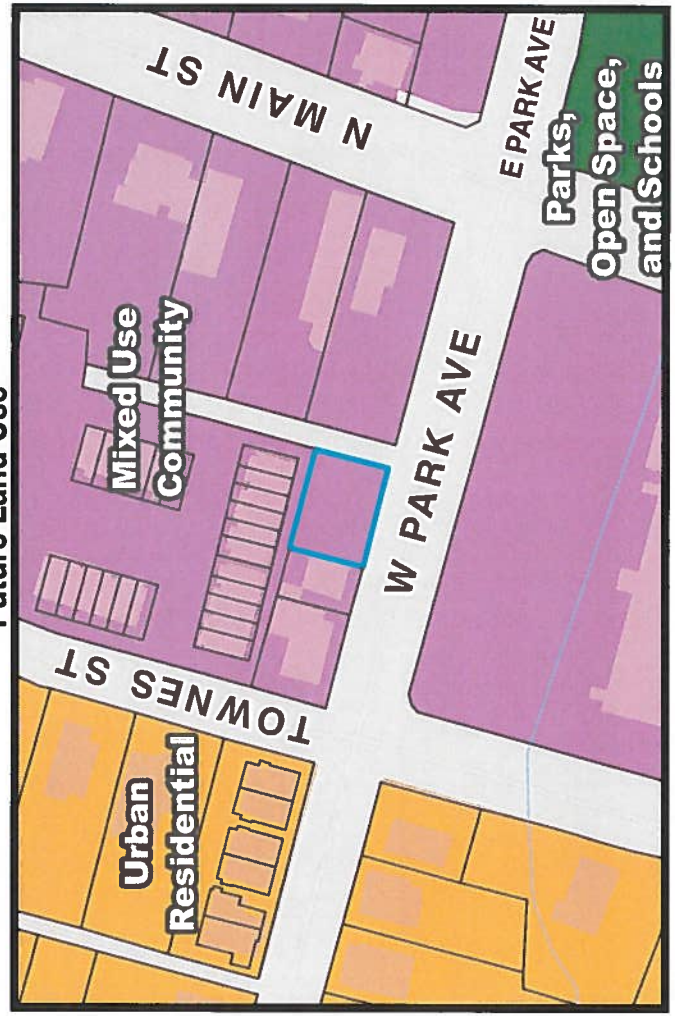 N MAIN ST
E PARK AVE
Parks,
Open Space,
and Schools
Mixed Use
Community
W PARK AVE
TOWNES ST
Urban
Residential